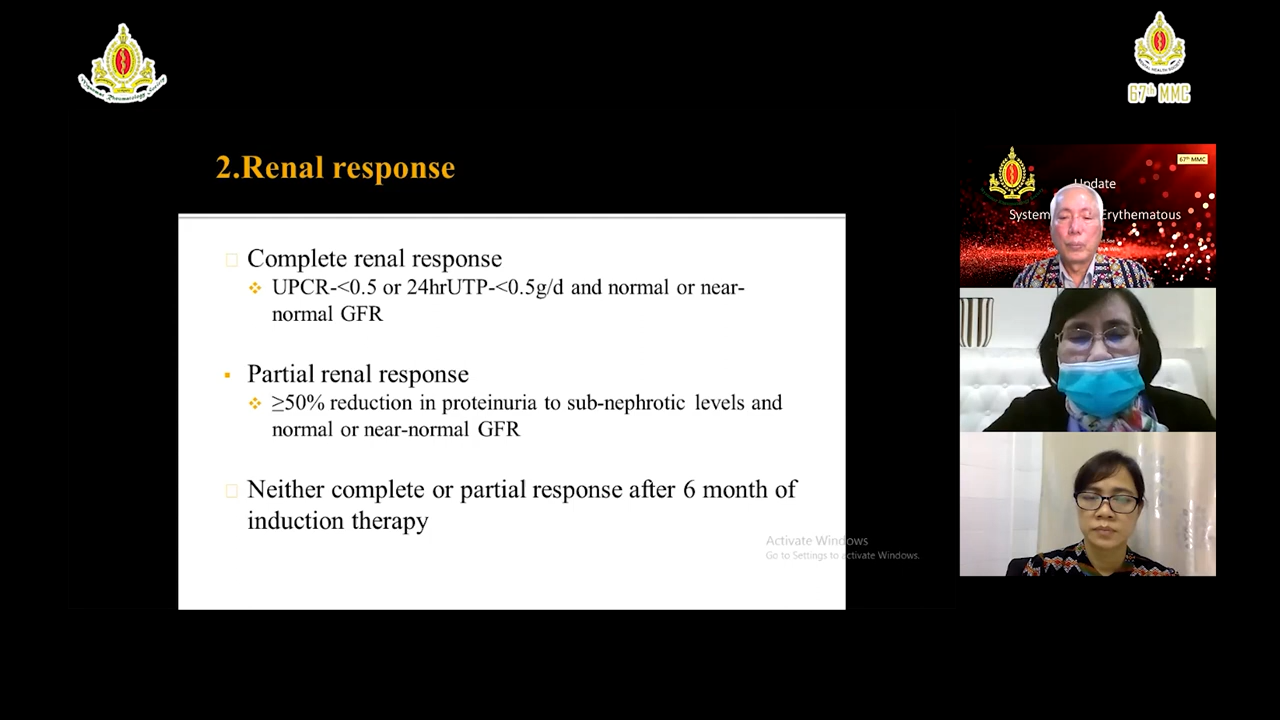 67th MMC
2.Renal response
Complete renal response
❖ UPCR-<0.5 or 24hrUTP-<0.5g/d and normal or near-
normal GFR
▪ Partial renal response
❖ ≥50% reduction in proteinuria to sub-nephrotic levels and
normal or near-normal GFR
Neither complete or partial response after 6 month of
induction therapy
Activate Windows
Go to Settings to activate Windows.
67th MMC
Update
System Erythematous